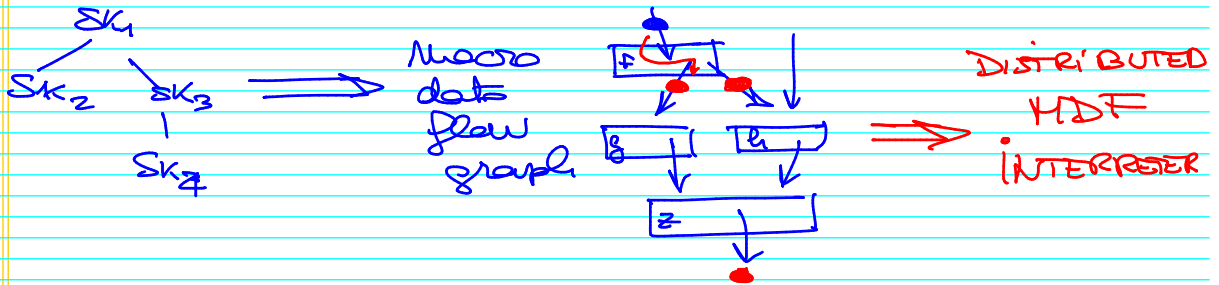 SK1
SK2
SK3
SK4
Macro
data
flow
graph
f
g
h
z
DISTRIBUTED
MDF
INTERPRETER